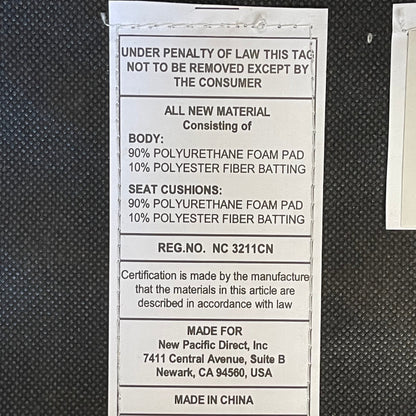 UNDER PENALTY OF LAW THIS TAG
NOT TO BE REMOVED EXCEPT BY
THE CONSUMER
ALL NEW MATERIAL
Consisting of
BODY:
90% POLYURETHANE FOAM PAD
10% POLYESTER FIBER BATTING
SEAT CUSHIONS:
90% POLYURETHANE FOAM PAD
10% POLYESTER FIBER BATTING
REG.NO. NC 3211CN
Certification is made by the manufacture
that the materials in this article are
described in accordance with law
MADE FOR
New Pacific Direct, Inc
7411 Central Avenue, Suite B
Newark, CA 94560, USA
MADE IN CHINA